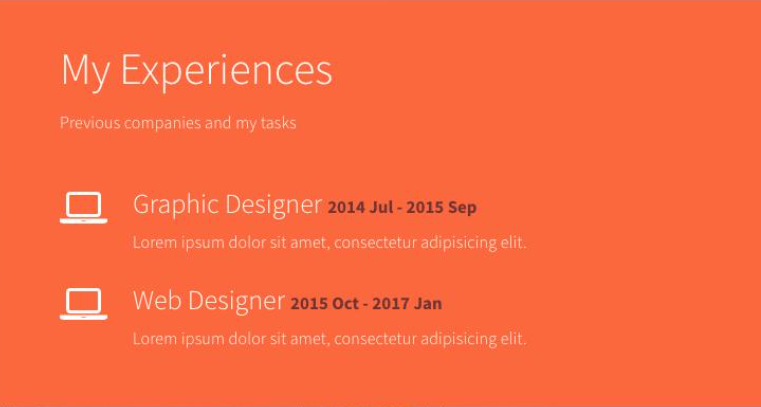 My Experiences
Previous companies and my tasks
Graphic Designer 2014 Jul - 2015 Sep
Lorem ipsum dolor sit amet, consectetur adipisicing elit.
Web Designer 2015 Oct - 2017 Jan
Lorem ipsum dolor sit amet, consectetur adipisicing elit.